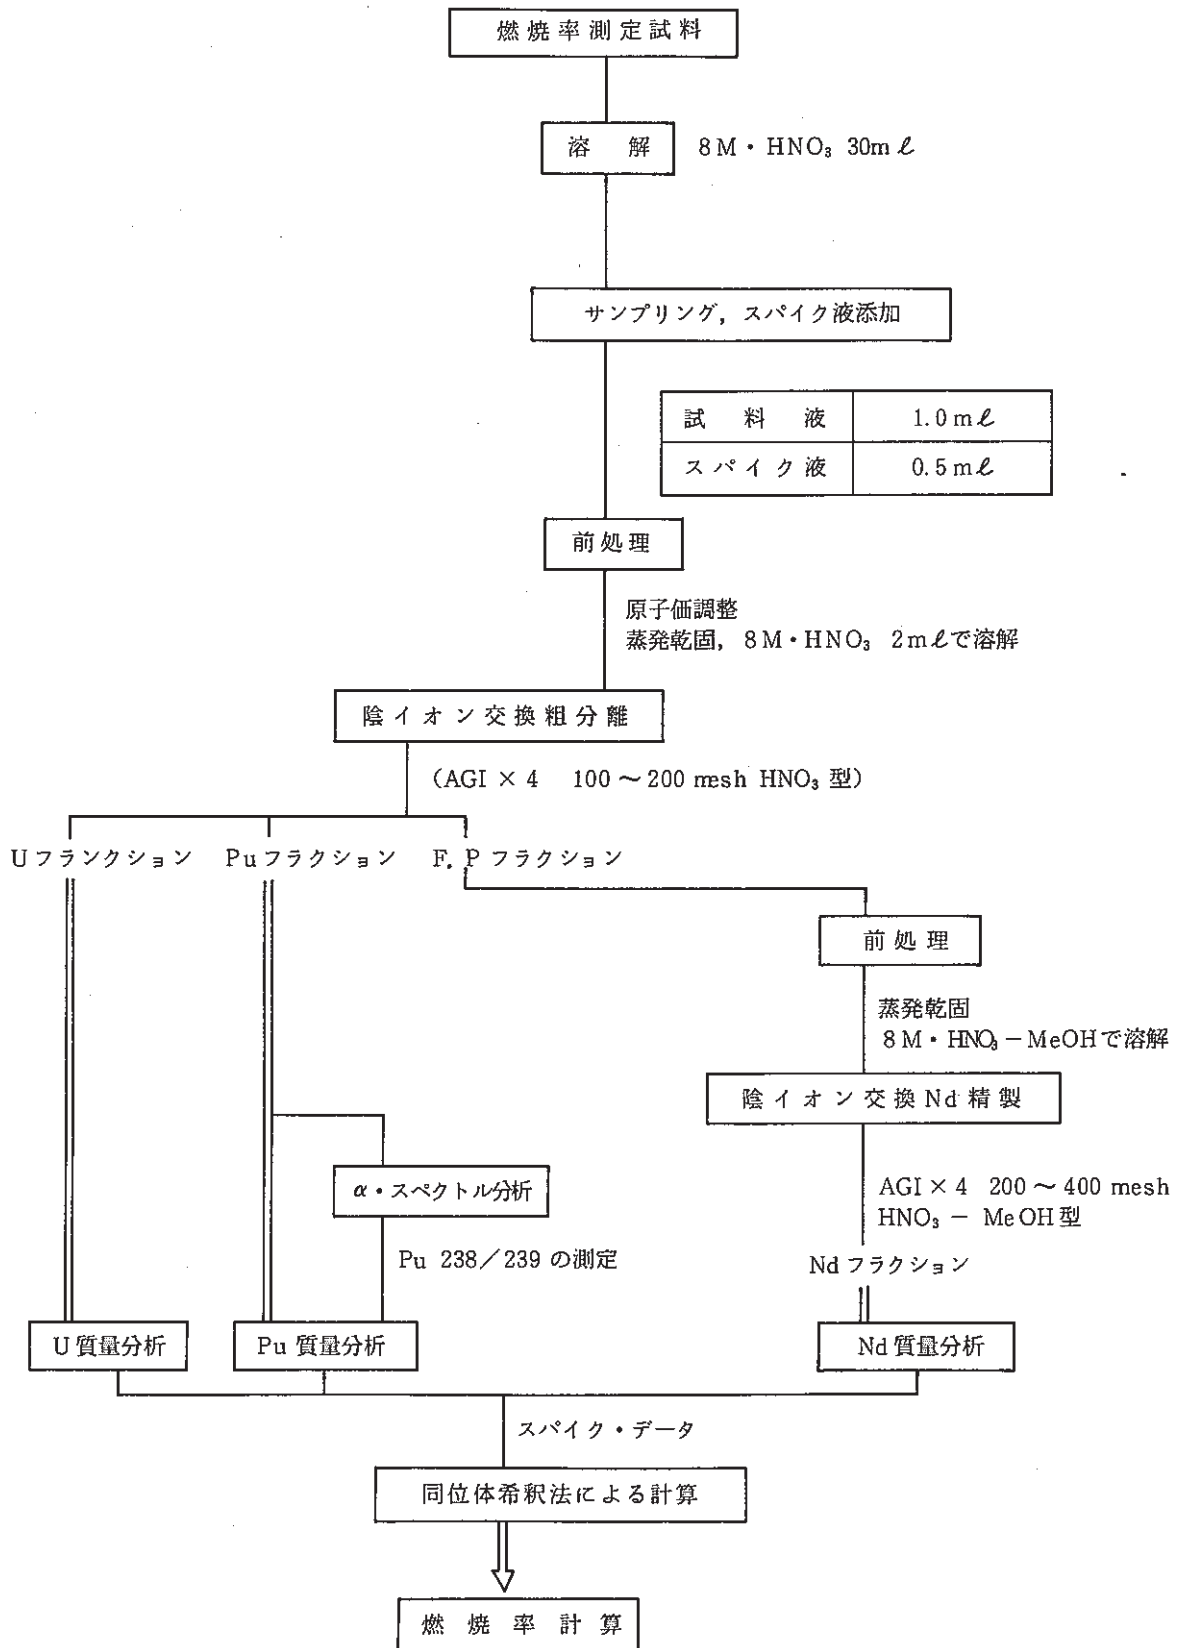 燃焼率測定試料
溶解 8M・HNO₃ 30mℓ
サンプリング，スパイク液添加
試料液 1.0mℓ
スパイク液 0.5mℓ
前処理
原子価調整
蒸発乾固，8M・HNO₃ 2mℓで溶解
陰イオン交換粗分離
(AGI × 4 100～200 mesh HNO₃ 型)
Uフランクション Puフラクション F.Pフラクション
前処理
蒸発乾固
8M・HNO₃－MeOHで溶解
陰イオン交換Nd精製
α・スペクトル分析
AGI × 4 200～400 mesh
HNO₃－MeOH型
Pu 238／239 の測定
Ndフラクション
U質量分析 Pu 質量分析 Nd質量分析
スパイク・データ
同位体希釈法による計算
燃焼率計算